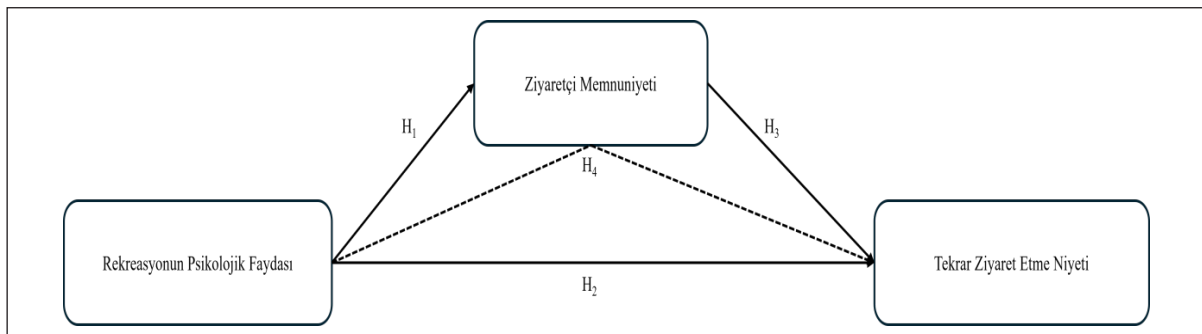 Ziyaretçi Memnuniyeti
H₁
H₃
H₄
Rekreasyonun Psikolojik Faydası
Tekrar Ziyaret Etme Niyeti
H₂